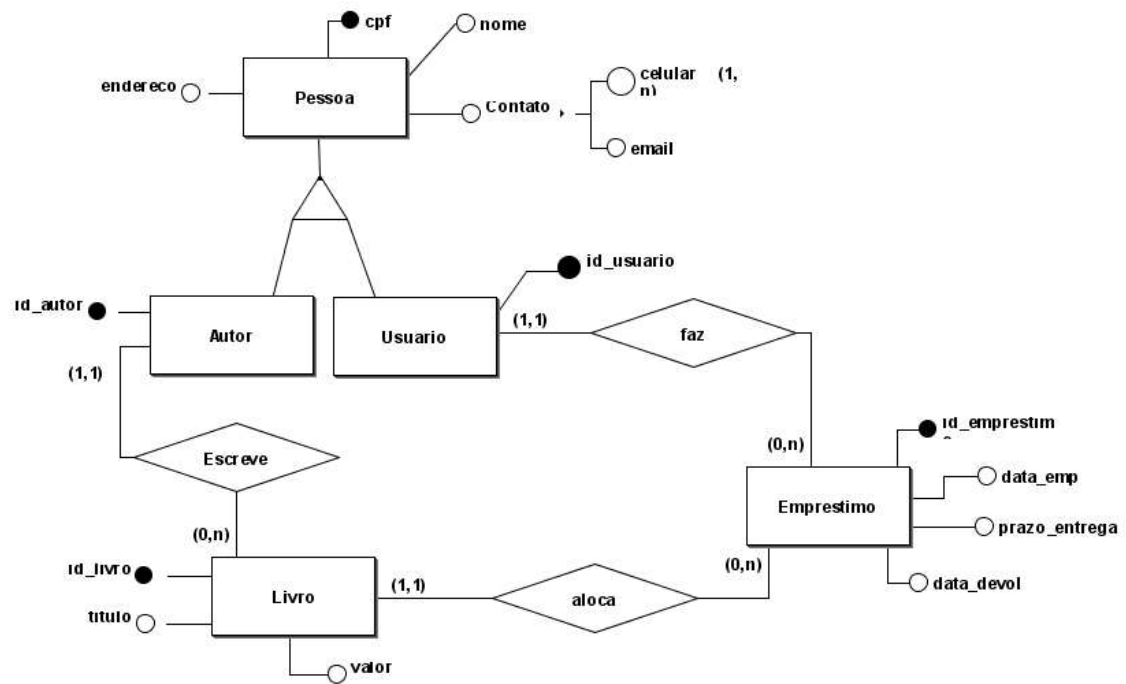 cpf
nome
endereco
Pessoa
celular (1,
n)
Contato
email
id_usuario
id_autor
Autor
Usuario
(1,1)
faz
(1,1)
Escreve
(0,n)
id_emprestim
data_emp
Emprestimo
prazo_entrega
(0,n)
(0,n)
id_livro
(1,1)
Livro
aloca
data_devol
titulo
valor